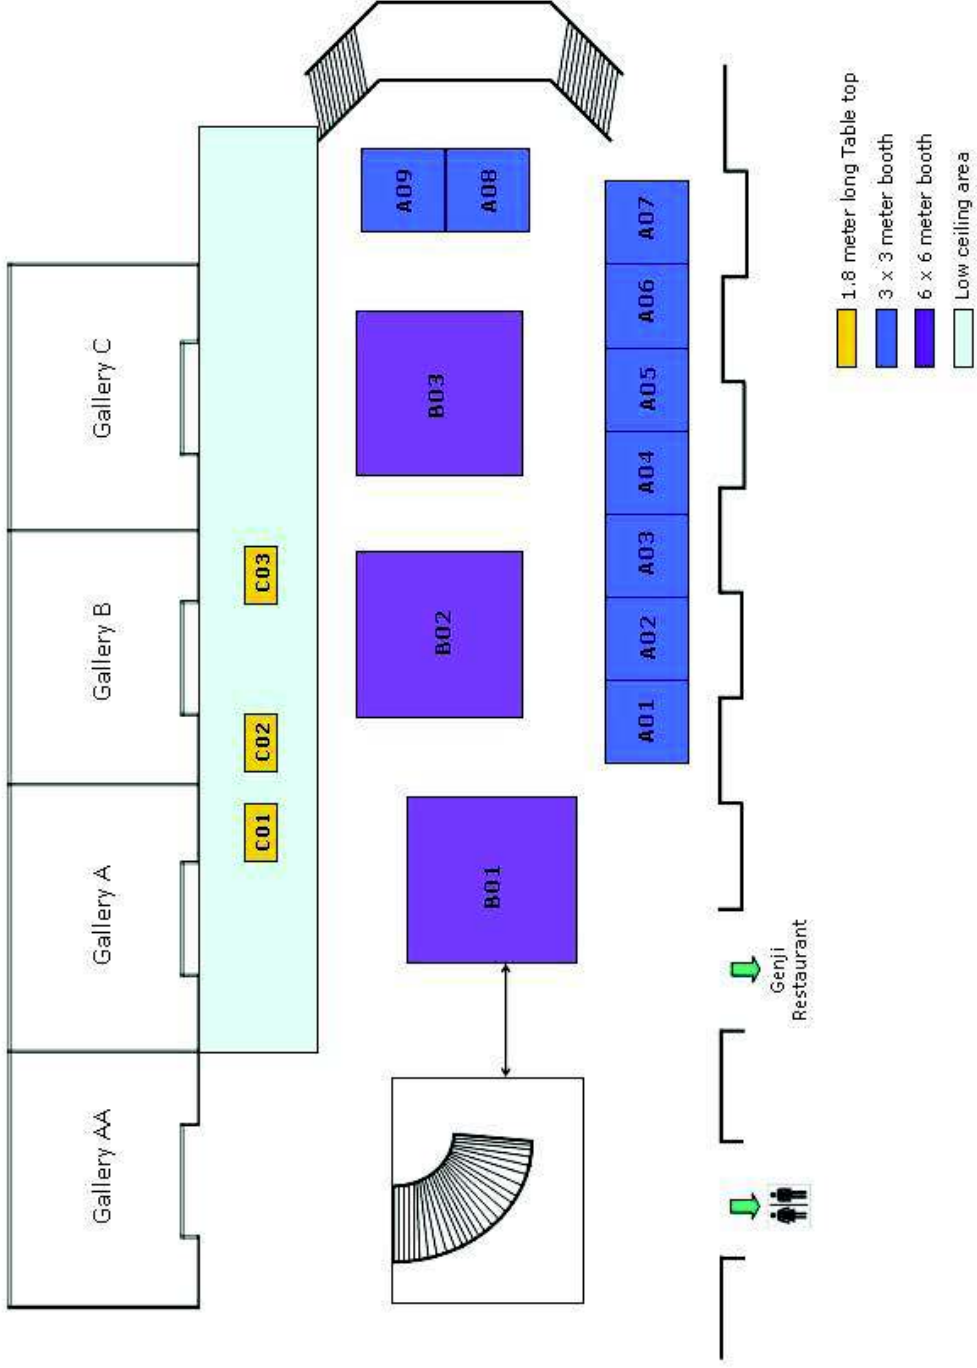 Gallery AA
Gallery A
Gallery B
Gallery C
C01
C02
C03
B01
B02
B03
A09
A08
A01
A02
A03
A04
A05
A06
A07
Genji
Restaurant
1.8 meter long Table top
3 x 3 meter booth
6 x 6 meter booth
Low ceiling area